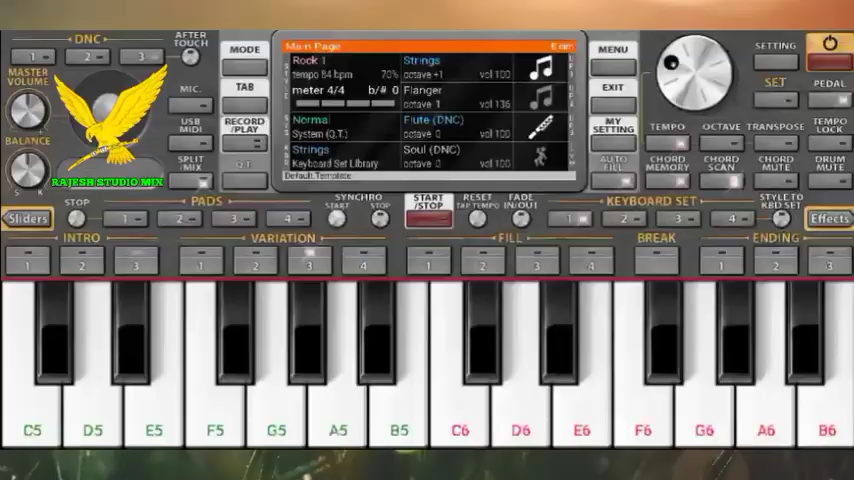 DNC
1 2 3
AFTER TOUCH
MASTER VOLUME
BALANCE
RAJESH STUDIO MIX
MIC.
USB MIDI
SPLIT /MIX
MODE
TAB
RECORD /PLAY
Q.T
Main Page
Rock 1
tempo 84 bpm 70%
meter 4/4 b/# 0
Normal
System (Q.T.)
Strings
Keyboard Set Library
Default Template
Strings
octave +1 vol 100
Flanger
octave 1 vol 136
Flute (DNC)
octave 0 vol 100
Soul (DNC)
octave 0 vol 100
MENU
EXIT
MY SETTING
AUTO FILL
SETTING
SET
PEDAL
TEMPO
OCTAVE
TRANSPOSE
TEMPO LOCK
CHORD MEMORY
CHORD SCAN
CHORD MUTE
DRUM MUTE
Sliders
STOP
PADS
1 2 3 4
SYNCHRO
START STOP
START /STOP
RESET TAP TEMPO
FADE IN/OUT
KEYBOARD SET
1 2 3 4
STYLE TO KBD SET
Effects
INTRO
1 2 3
VARIATION
1 2 3 4
FILL
1 2 3 4
BREAK
ENDING
1 2 3
C5 D5 E5 F5 G5 A5 B5 C6 D6 E6 F6 G6 A6 B6